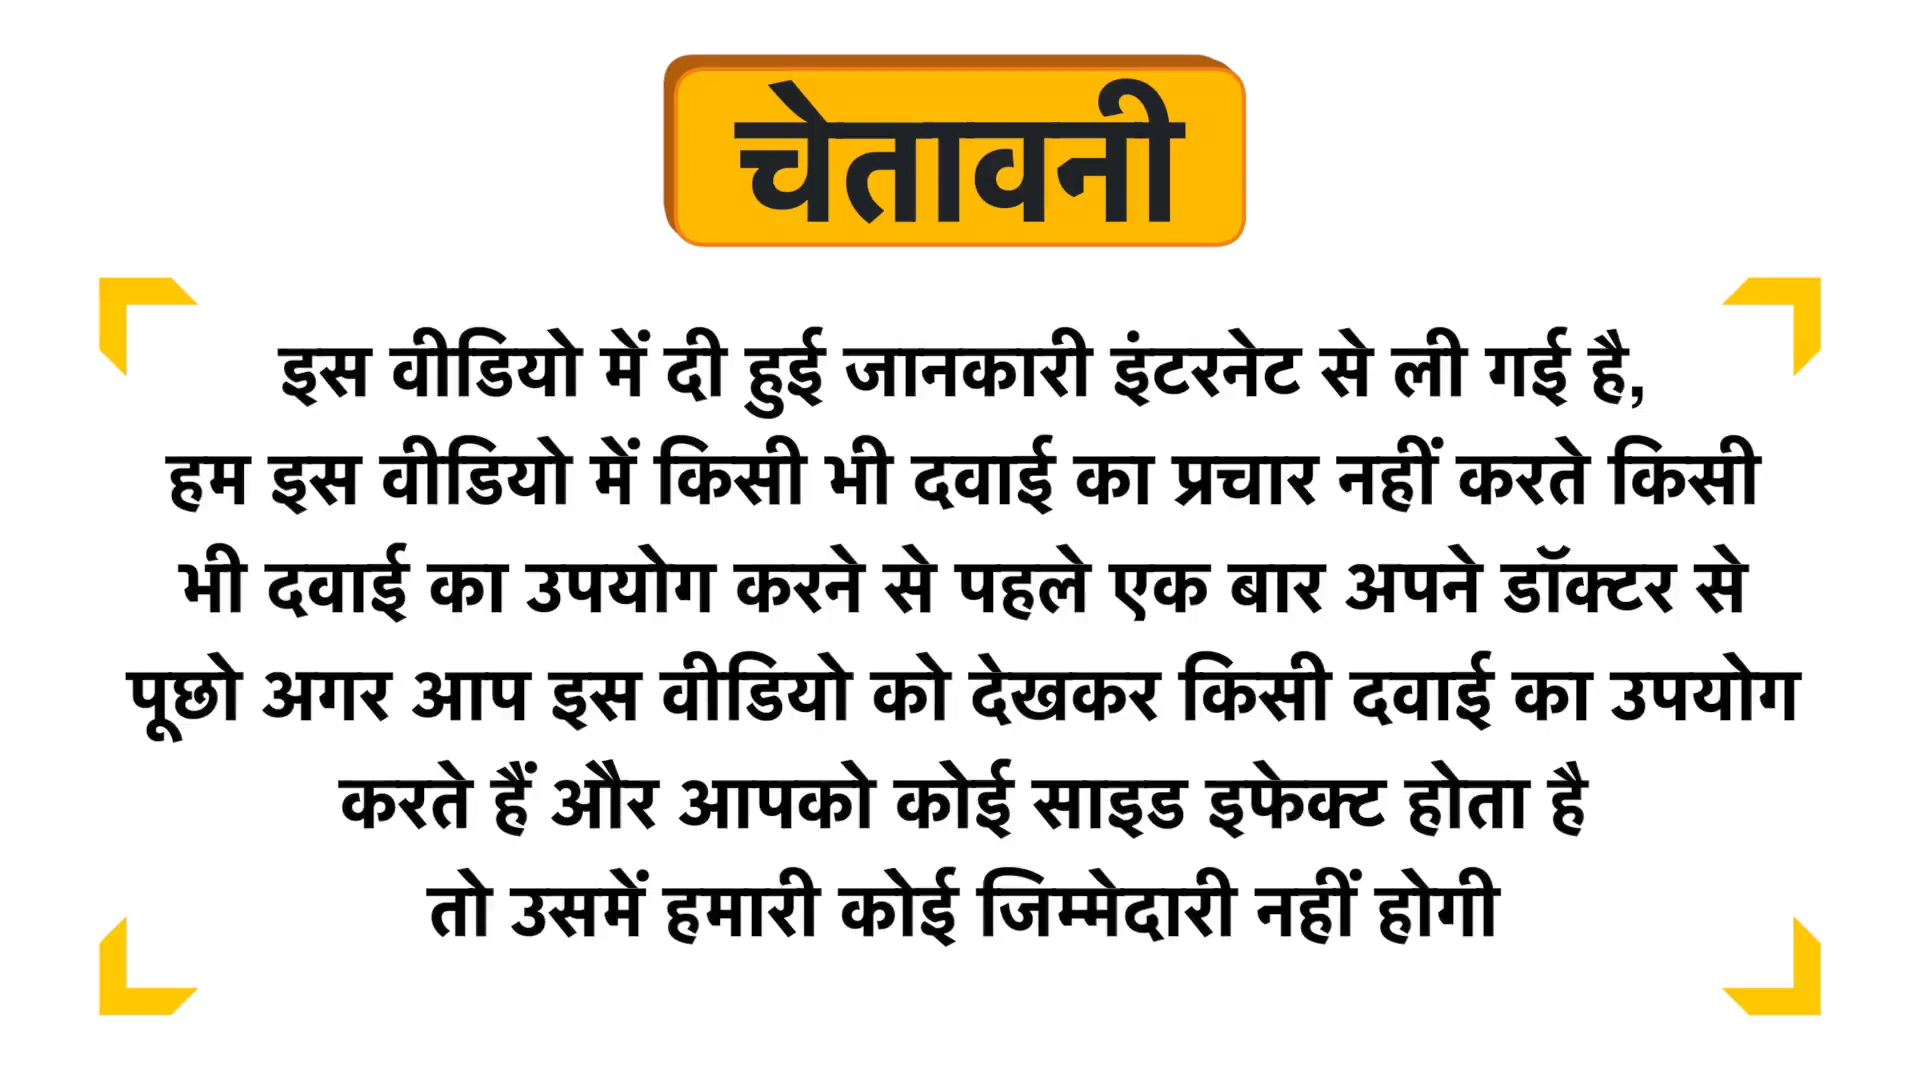 चेतावनी
इस वीडियो में दी हुई जानकारी इंटरनेट से ली गई है,
हम इस वीडियो में किसी भी दवाई का प्रचार नहीं करते किसी
भी दवाई का उपयोग करने से पहले एक बार अपने डॉक्टर से
पूछो अगर आप इस वीडियो को देखकर किसी दवाई का उपयोग
करते हैं और आपको कोई साइड इफेक्ट होता है
तो उसमें हमारी कोई जिम्मेदारी नहीं होगी